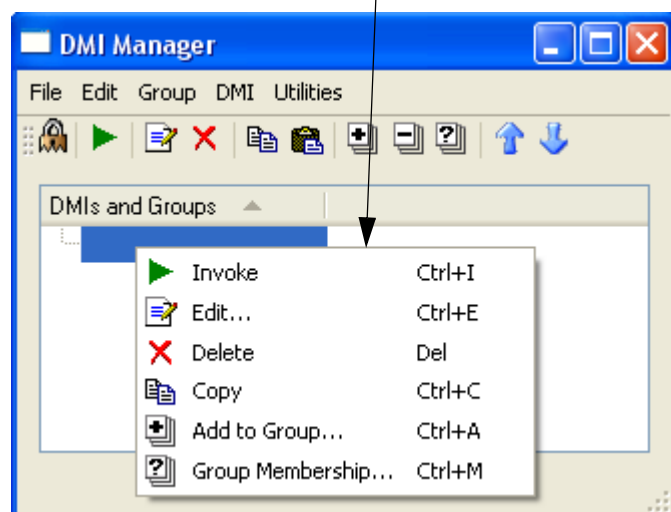 DMI Manager
File Edit Group DMI Utilities
DMIs and Groups
Invoke Ctrl+I
Edit... Ctrl+E
Delete Del
Copy Ctrl+C
Add to Group... Ctrl+A
Group Membership... Ctrl+M